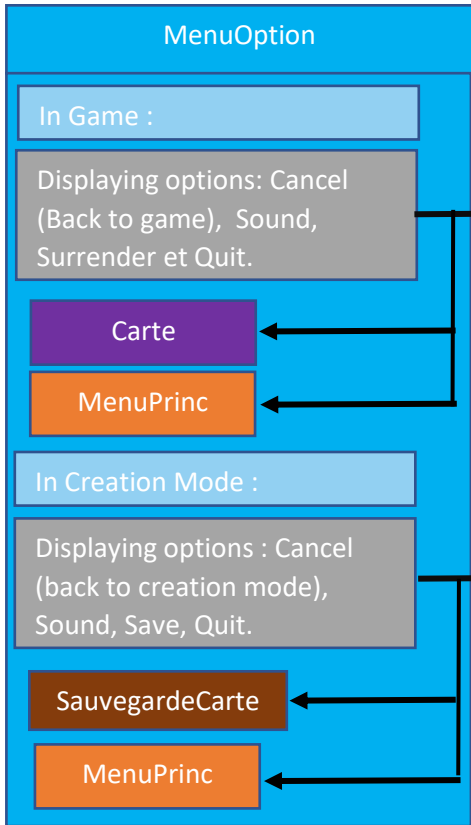 MenuOption
In Game :
Displaying options: Cancel
(Back to game), Sound,
Surrender et Quit.
Carte
MenuPrinc
In Creation Mode :
Displaying options : Cancel
(back to creation mode),
Sound, Save, Quit.
SauvegardeCarte
MenuPrinc